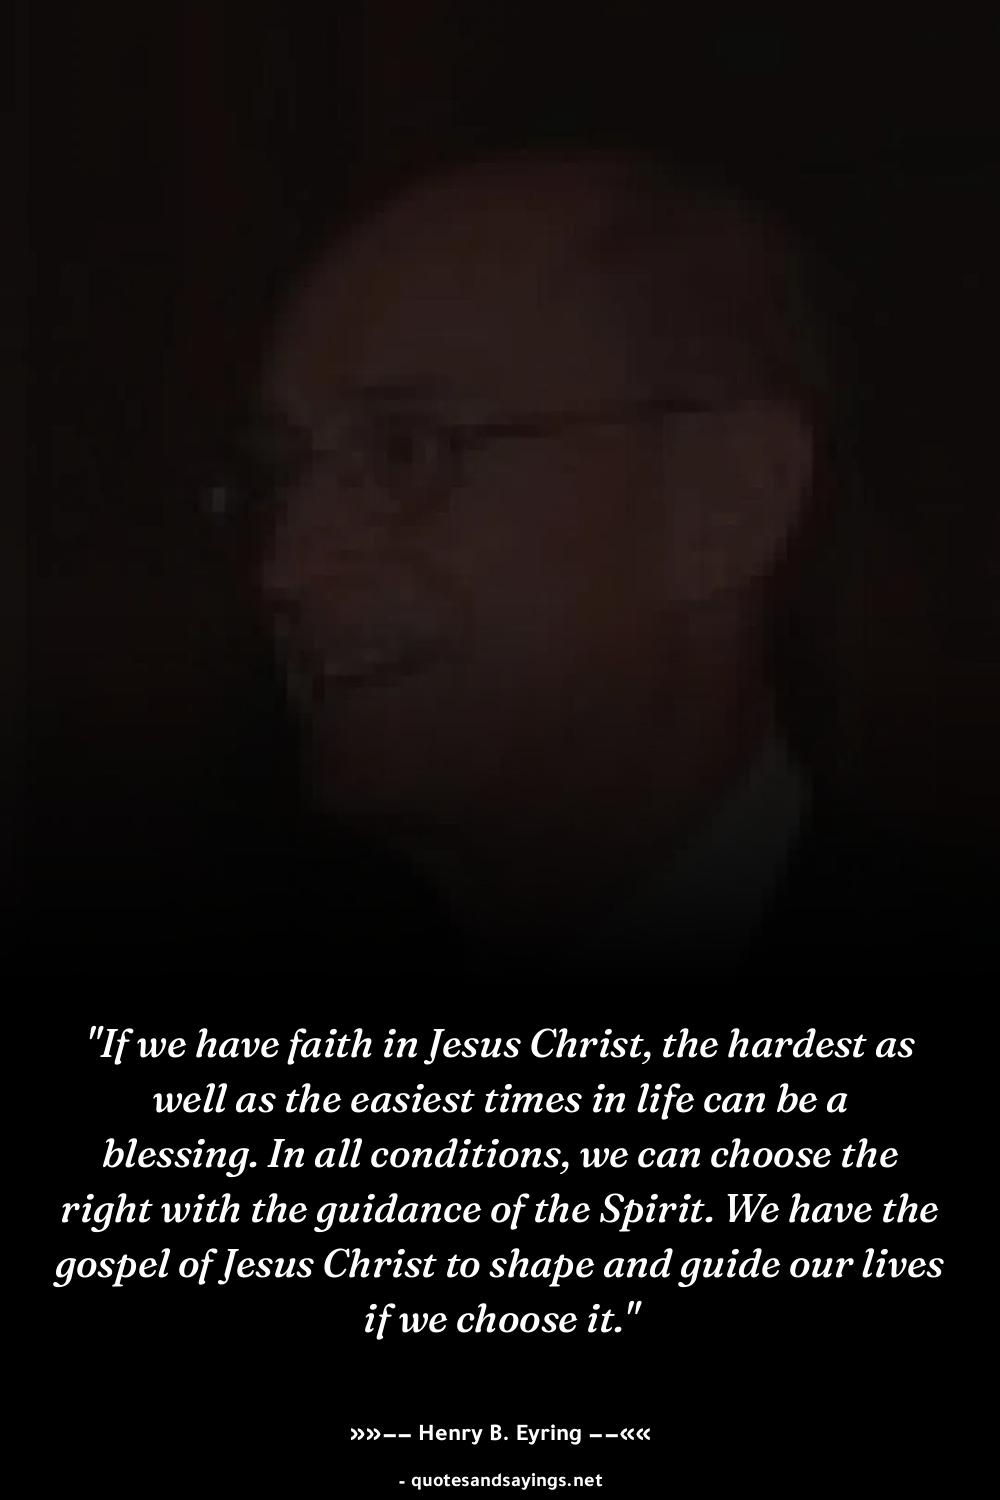 "If we have faith in Jesus Christ, the hardest as
well as the easiest times in life can be a
blessing. In all conditions, we can choose the
right with the guidance of the Spirit. We have the
gospel of Jesus Christ to shape and guide our lives
if we choose it."
»»−− Henry B. Eyring −−««
- quotesandsayings.net